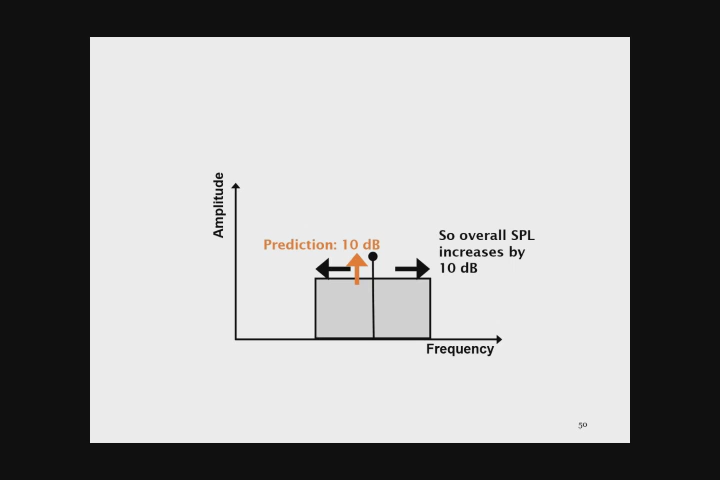 Amplitude
Prediction: 10 dB
So overall SPL
increases by
10 dB
Frequency
50